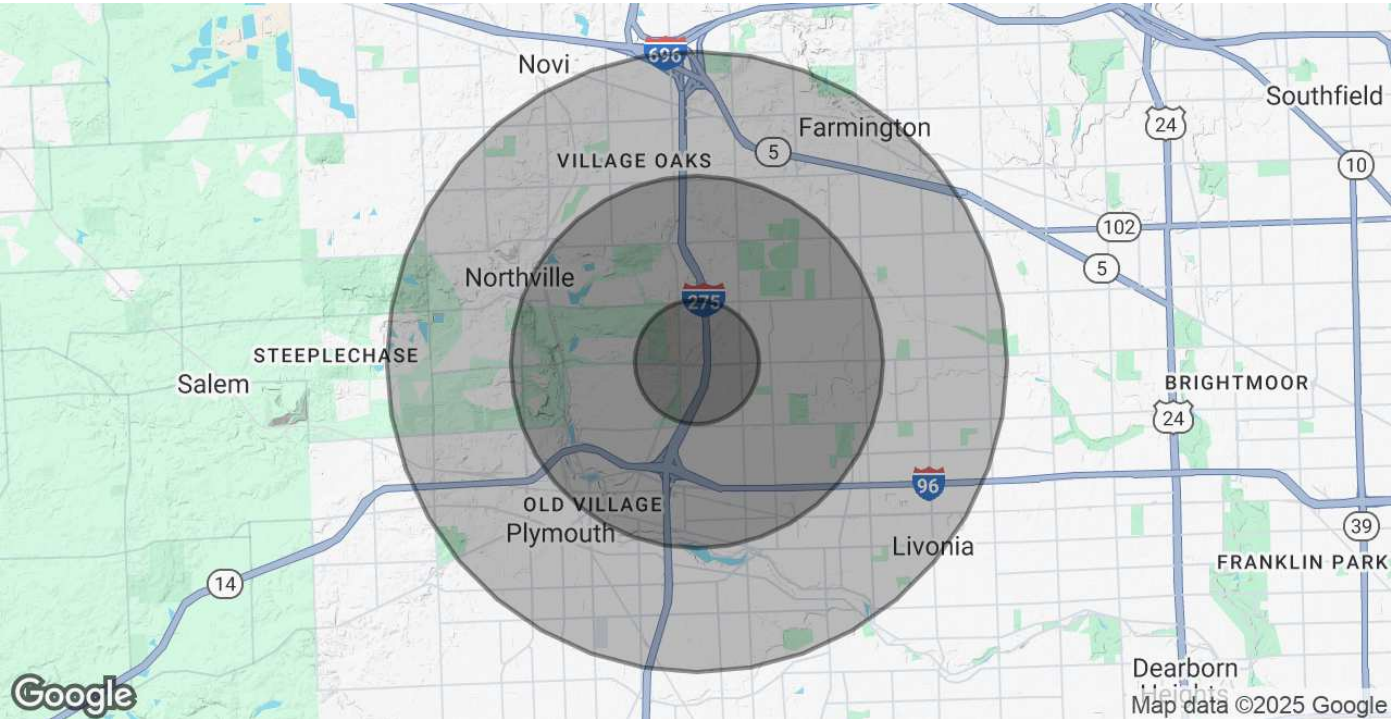 696
Novi
Southfield
24
Farmington
5
10
VILLAGE OAKS
102
5
Northville
275
STEEPLECHASE
Salem
BRIGHTMOOR
24
96
OLD VILLAGE
Plymouth
39
Livonia
FRANKLIN PARK
14
Dearborn
Heights
Google
Map data ©2025 Google